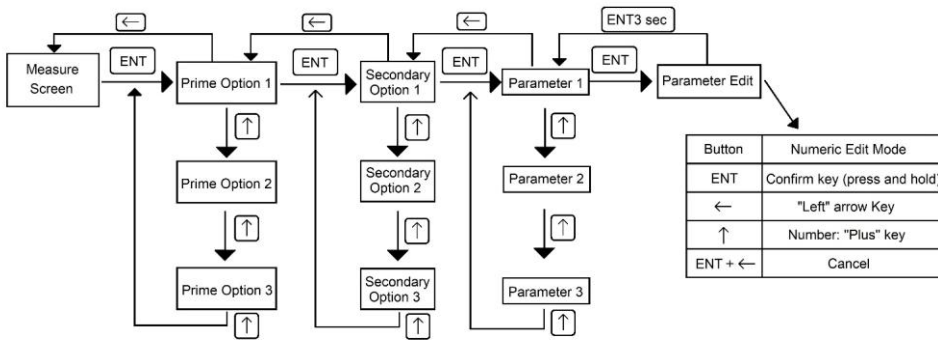 ←
←
←
ENT3 sec
Measure
Screen
ENT
Prime Option 1
ENT
Secondary
Option 1
ENT
Parameter 1
ENT
Parameter Edit
↑
↑
↑
Prime Option 2
Secondary
Option 2
Parameter 2
↑
↑
↑
Prime Option 3
Secondary
Option 3
Parameter 3
↑
↑
↑
Button Numeric Edit Mode
ENT Confirm key (press and hold)
← "Left" arrow Key
↑ Number: "Plus" key
ENT + ← Cancel